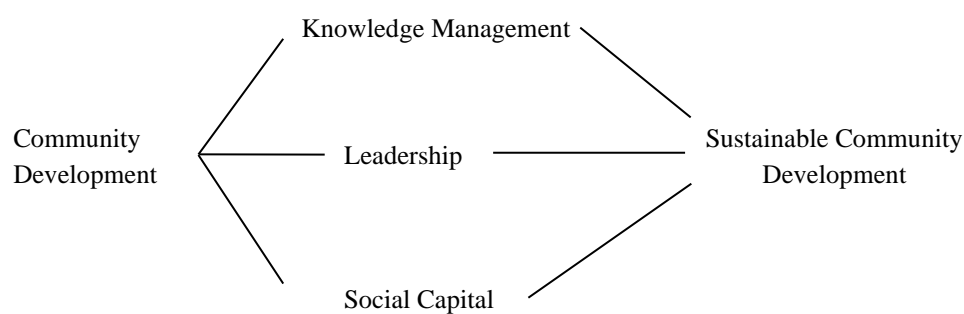 Knowledge Management
Community
Development
Leadership
Sustainable Community
Development
Social Capital